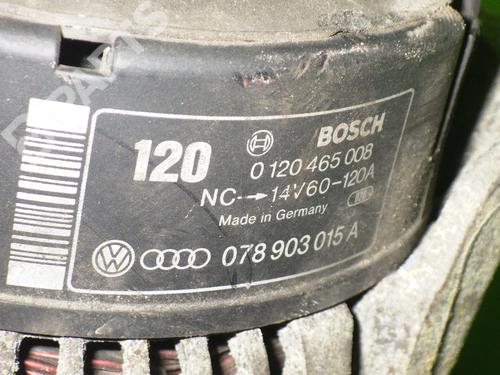 120 BOSCH
0 120 465 008
NC→14V60-120A
Made in Germany
078 903 015 A